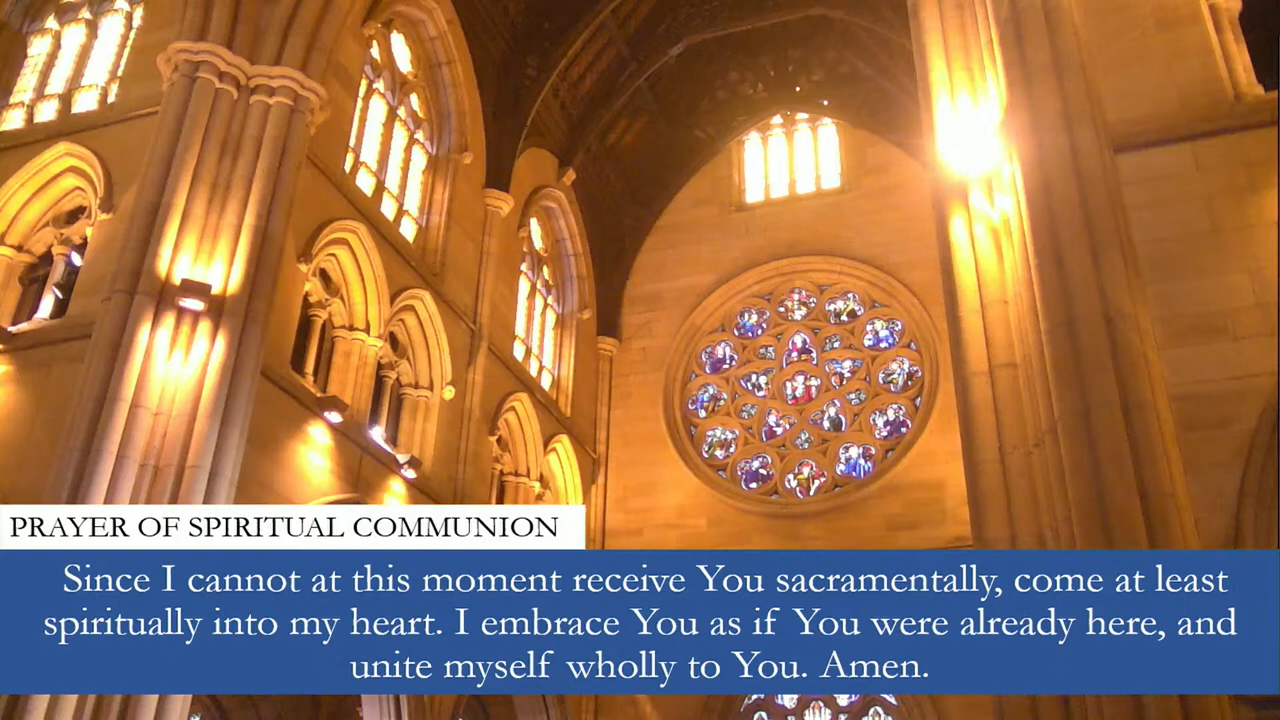 PRAYER OF SPIRITUAL COMMUNION
Since I cannot at this moment receive You sacramentally, come at least
spiritually into my heart. I embrace You as if You were already here, and
unite myself wholly to You. Amen.